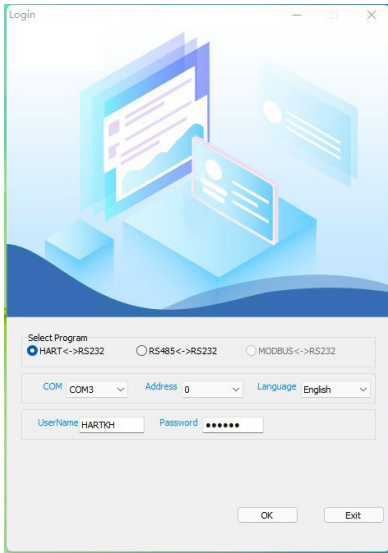 Login
Select Program
HART<->RS232 RS485<->RS232 MODBUS<->RS232
COM COM3 Address 0 Language English
UserName HARTKH Password ●●●●●●
OK Exit